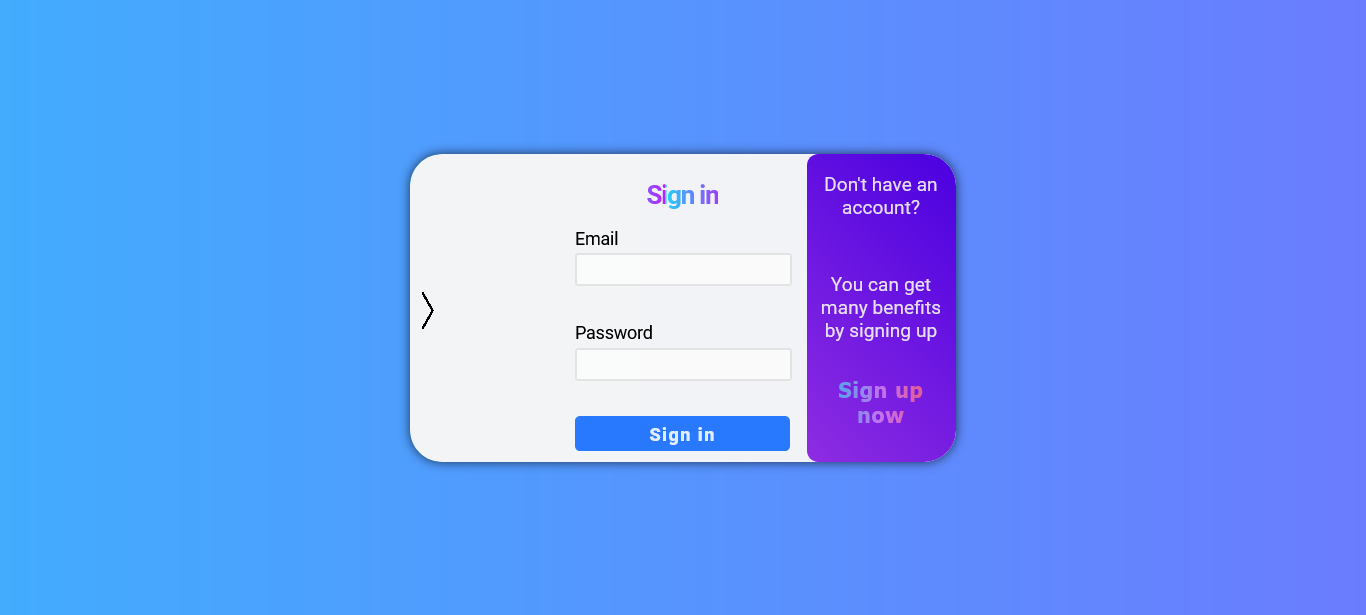 Sign in
Email
Password
Sign in
Don't have an
account?
You can get
many benefits
by signing up
Sign up
now